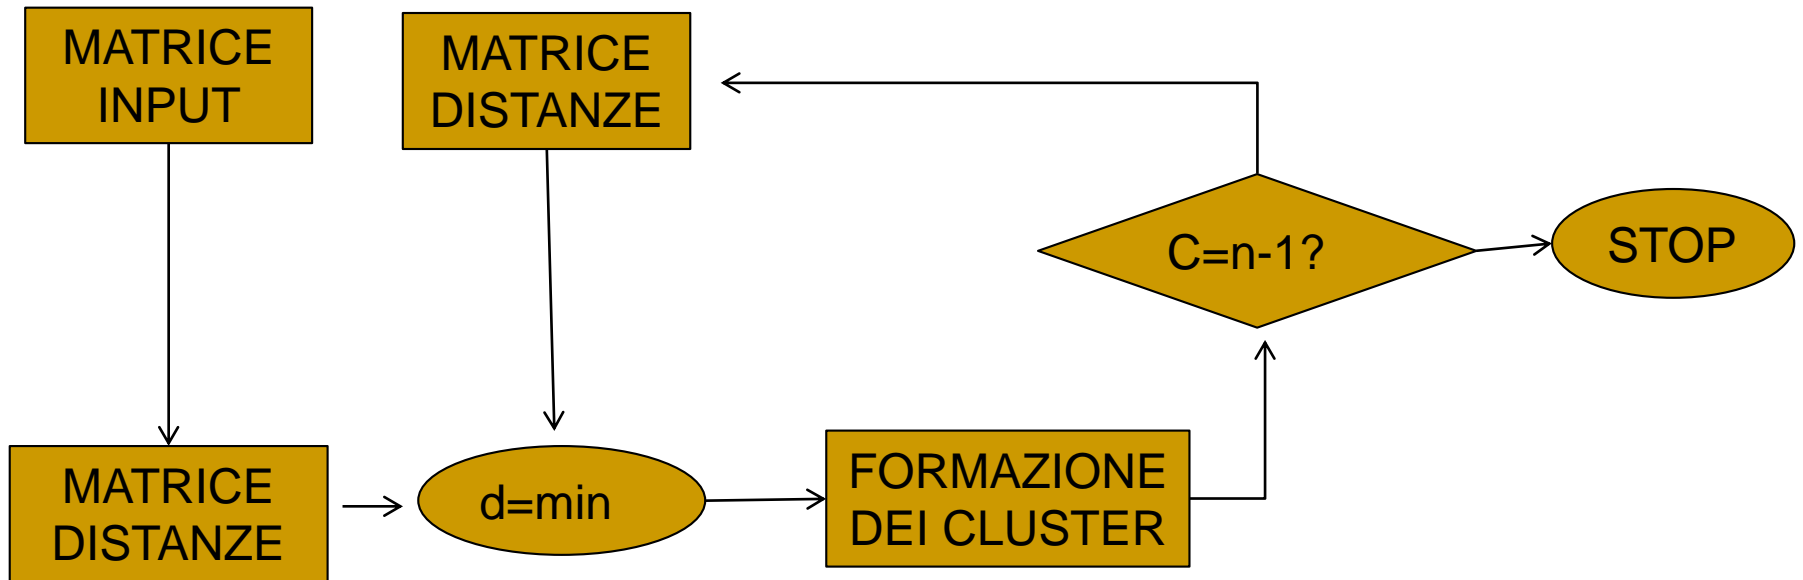 MATRICE
INPUT
MATRICE
DISTANZE
C=n-1?
STOP
MATRICE
DISTANZE
d=min
FORMAZIONE
DEI CLUSTER